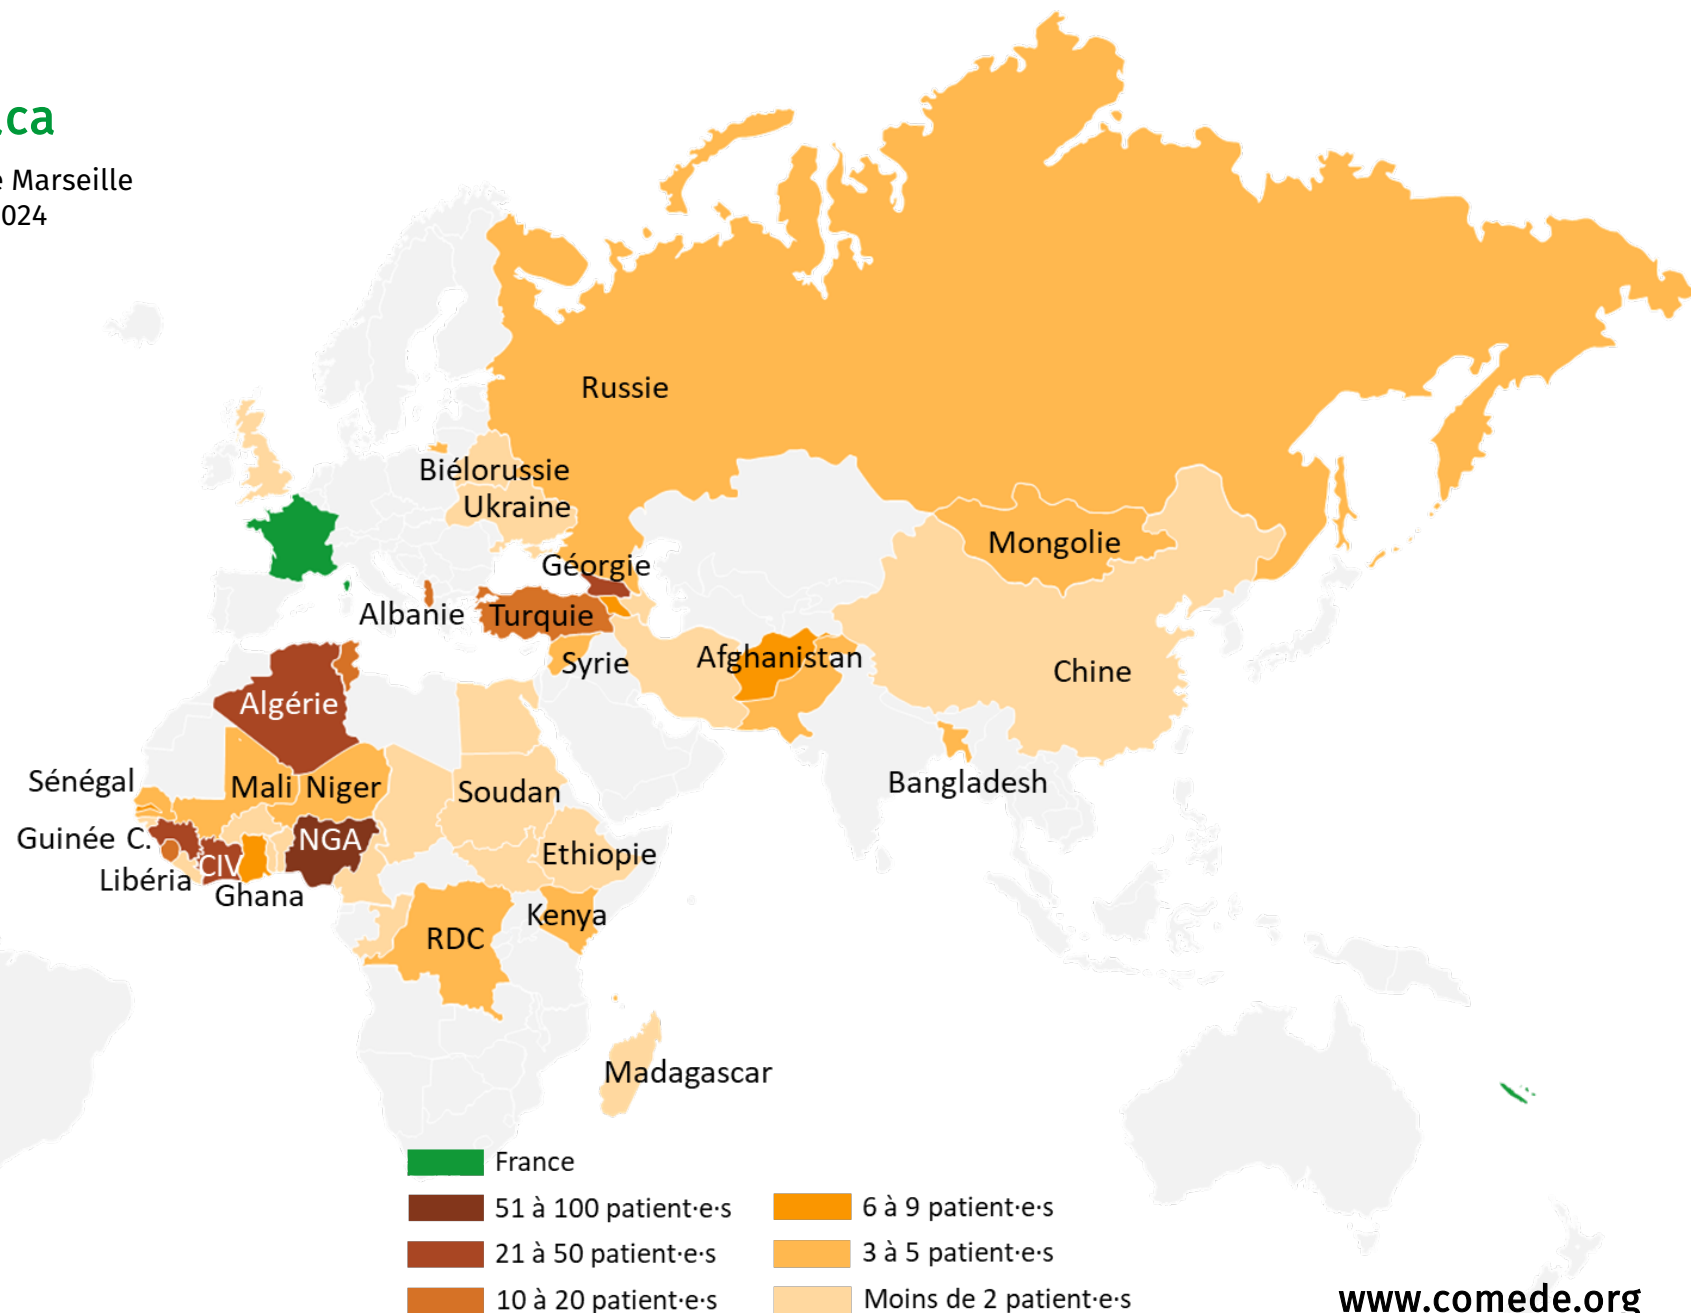 ca
e Marseille
024
Russie
Biélorussie
Ukraine
Mongolie
Géorgie
Albanie
Turquie
Syrie
Afghanistan
Chine
Algérie
Sénégal
Mali
Niger
Soudan
Bangladesh
Guinée C.
NGA
CIV
Ethiopie
Libéria
Ghana
Kenya
RDC
Madagascar
France
51 à 100 patient·e·s
6 à 9 patient·e·s
21 à 50 patient·e·s
3 à 5 patient·e·s
10 à 20 patient·e·s
Moins de 2 patient·e·s
www.comede.org